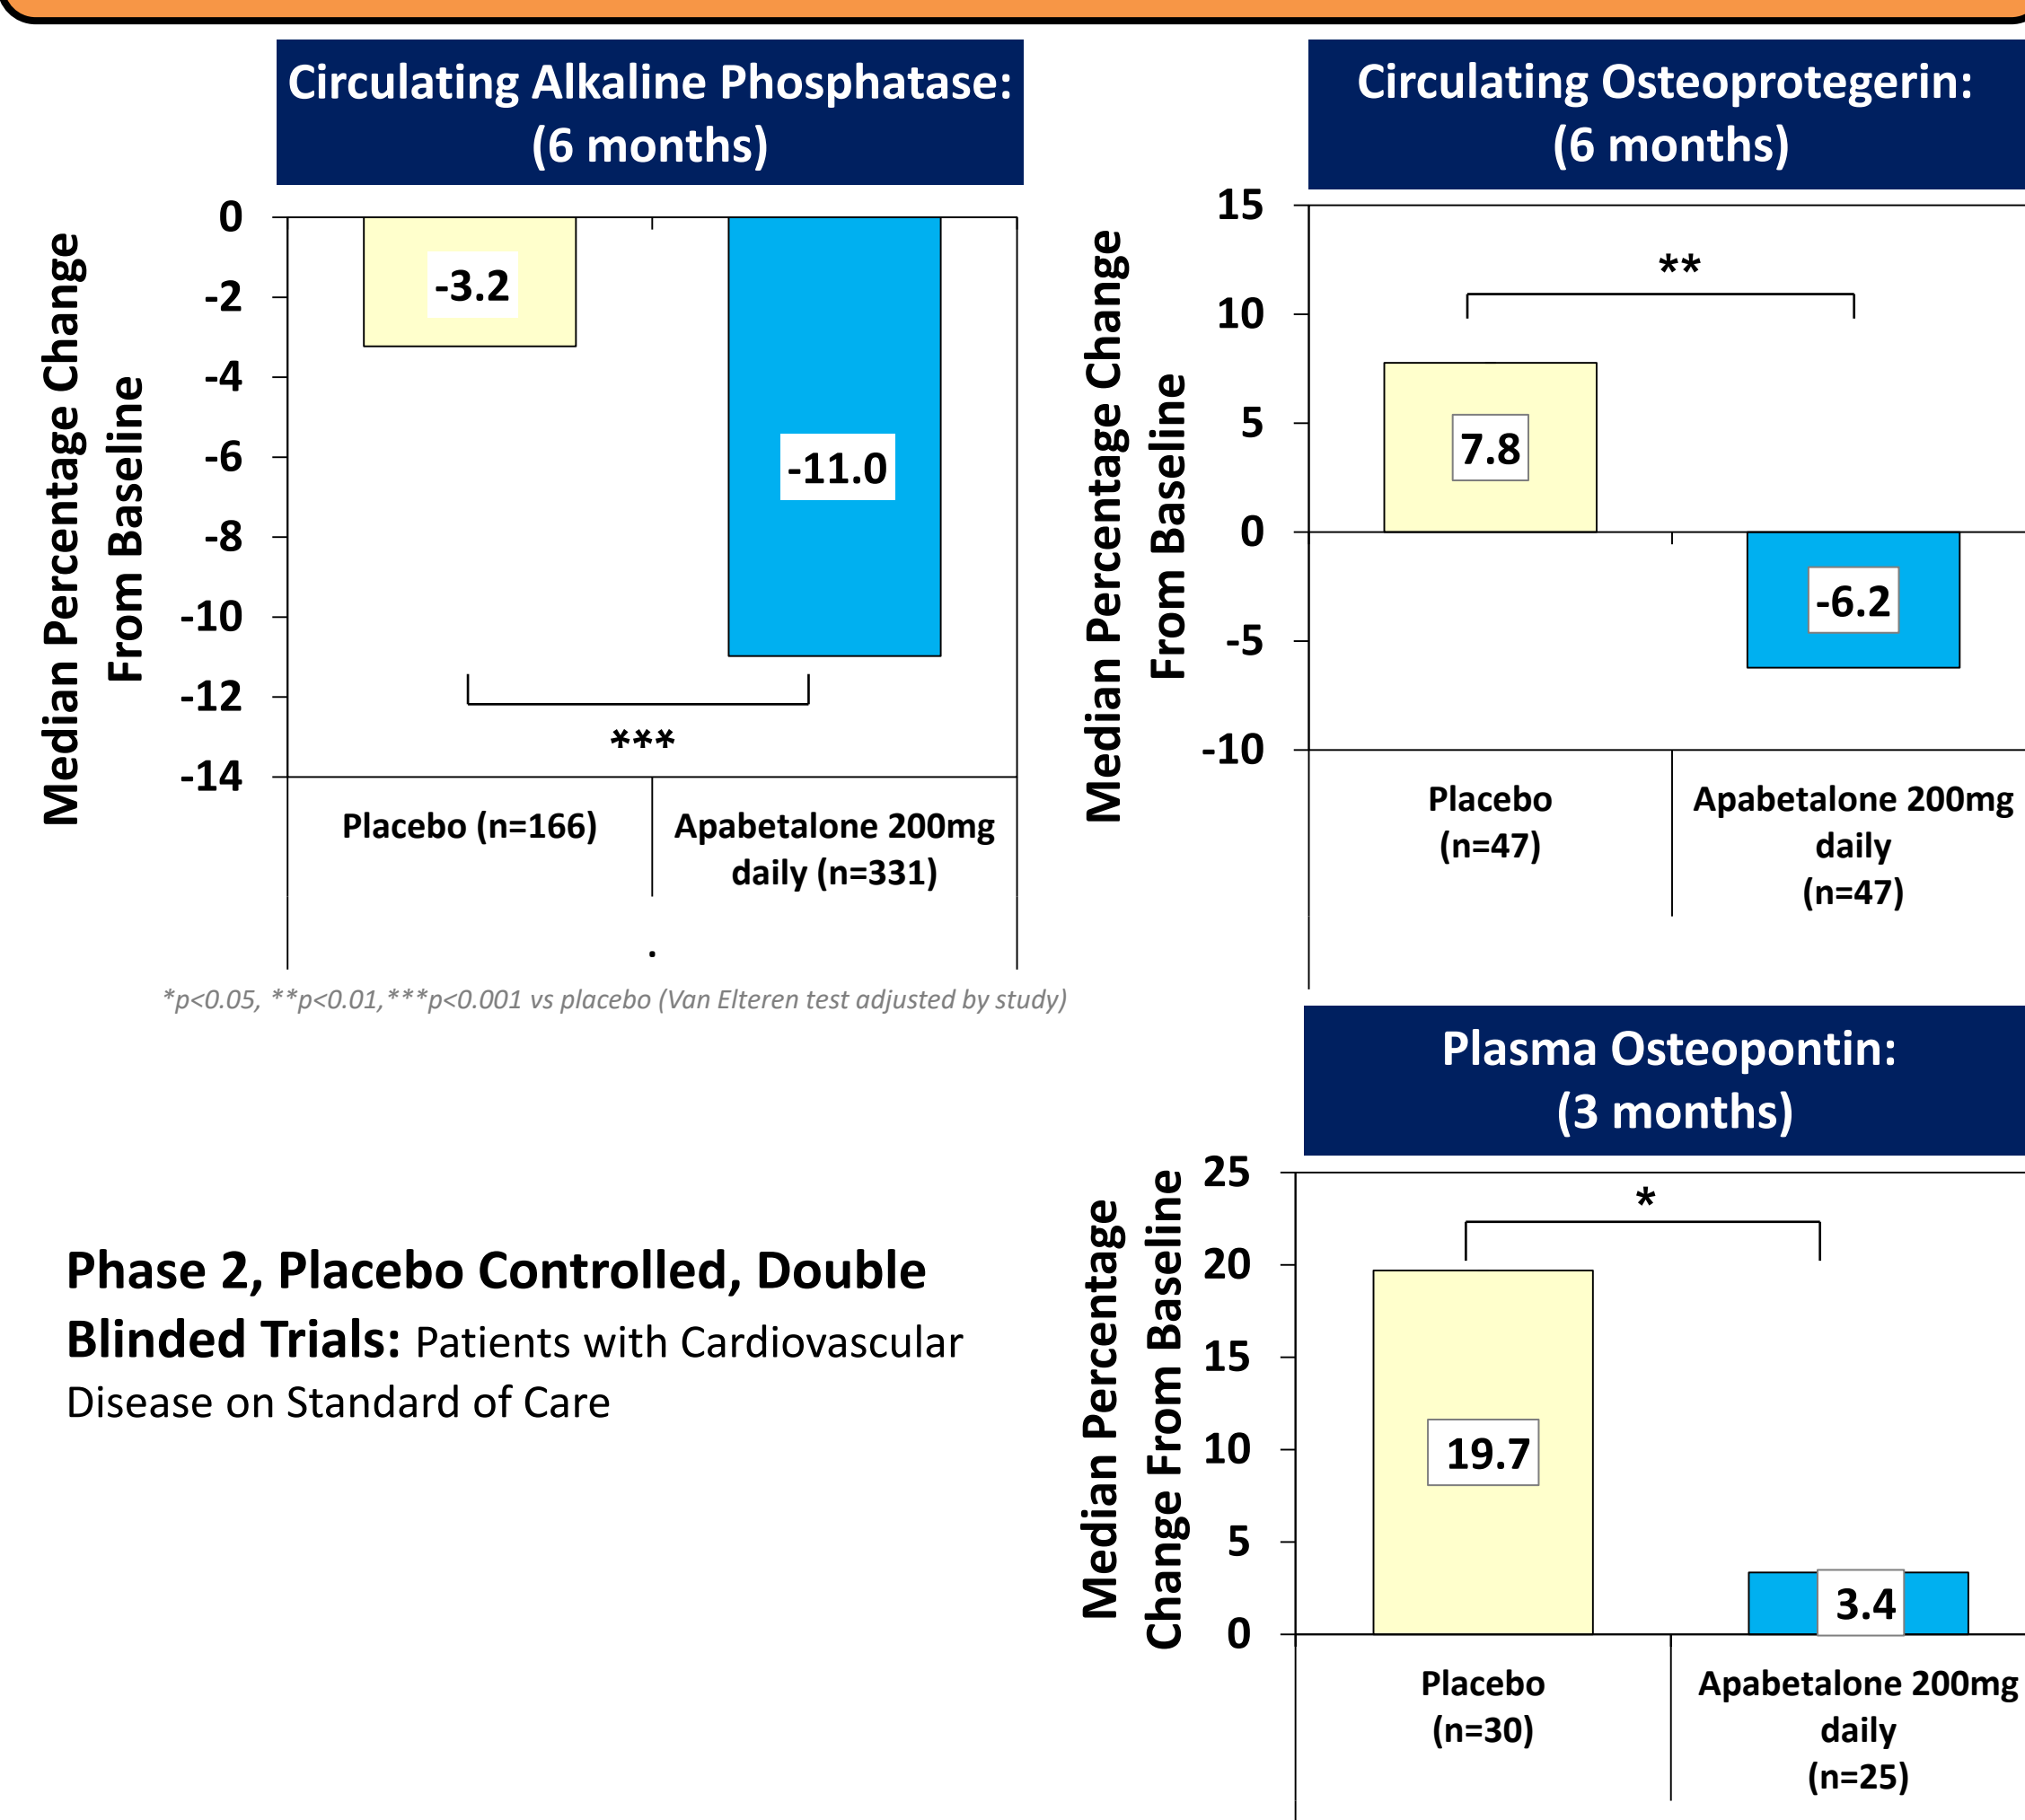 Circulating Alkaline Phosphatase:
(6 months)
Median Percentage Change
From Baseline
0
-2
-4
-6
-8
-10
-12
-14
-3.2
-11.0
***
Placebo (n=166)
Apabetalone 200mg
daily (n=331)
.
*p<0.05, **p<0.01,***p<0.001 vs placebo (Van Elteren test adjusted by study)
Circulating Osteoprotegerin:
(6 months)
Median Percentage Change
From Baseline
15
10
5
0
-5
-10
**
7.8
-6.2
Placebo
(n=47)
Apabetalone 200mg
daily
(n=47)
Phase 2, Placebo Controlled, Double
Blinded Trials: Patients with Cardiovascular
Disease on Standard of Care
Plasma Osteopontin:
(3 months)
Median Percentage
Change From Baseline
25
20
15
10
5
0
*
19.7
3.4
Placebo
(n=30)
Apabetalone 200mg
daily
(n=25)